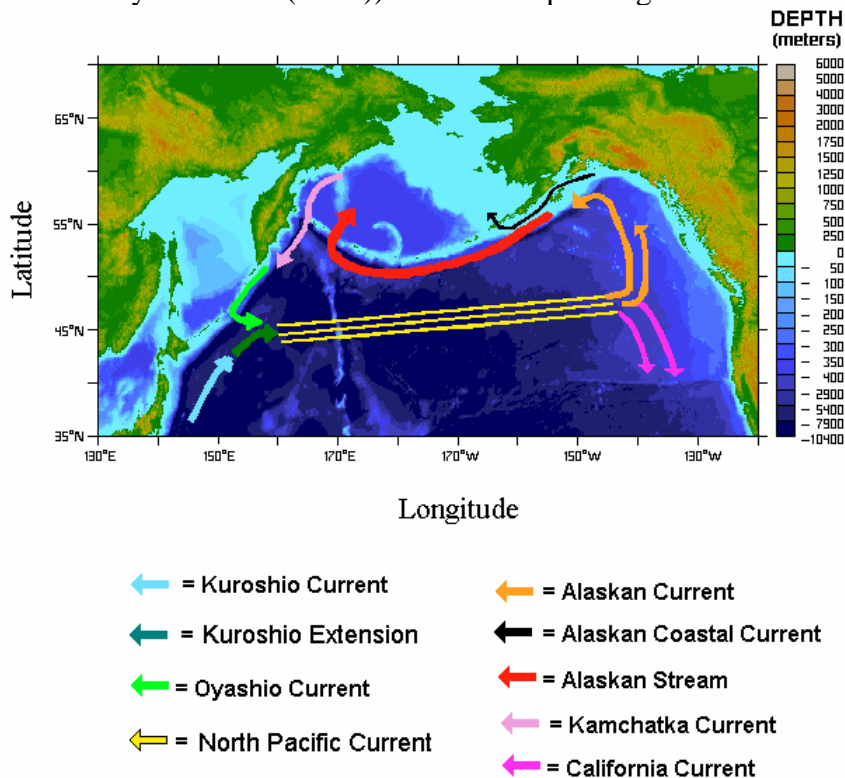 DEPTH
(meters)
6000
5000
4000
3000
2000
1750
1500
1250
1000
750
500
250
0
– 50
– 100
– 150
– 200
– 250
– 300
– 350
– 400
– 2900
– 5400
– 7900
– 10400
65°N
55°N
45°N
35°N
Latitude
130°E
150°E
170°E
170°W
150°W
130°W
Longitude
= Kuroshio Current
= Kuroshio Extension
= Oyashio Current
= North Pacific Current
= Alaskan Current
= Alaskan Coastal Current
= Alaskan Stream
= Kamchatka Current
= California Current